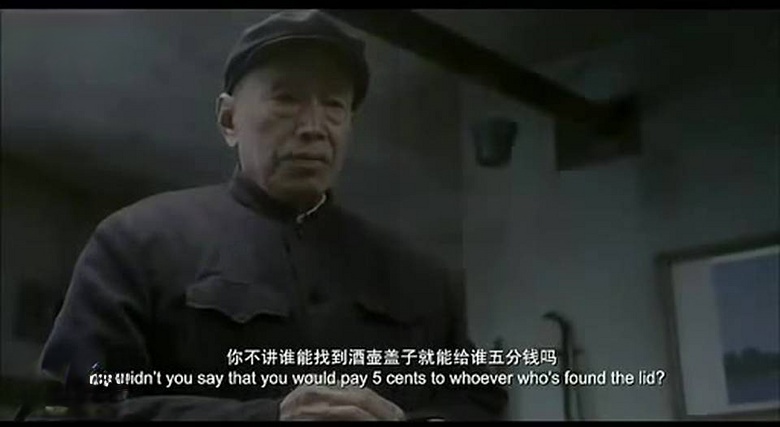 你不讲谁能找到酒壶盖子就能给谁五分钱吗
didn't you say that you would pay 5 cents to whoever who's found the lid?